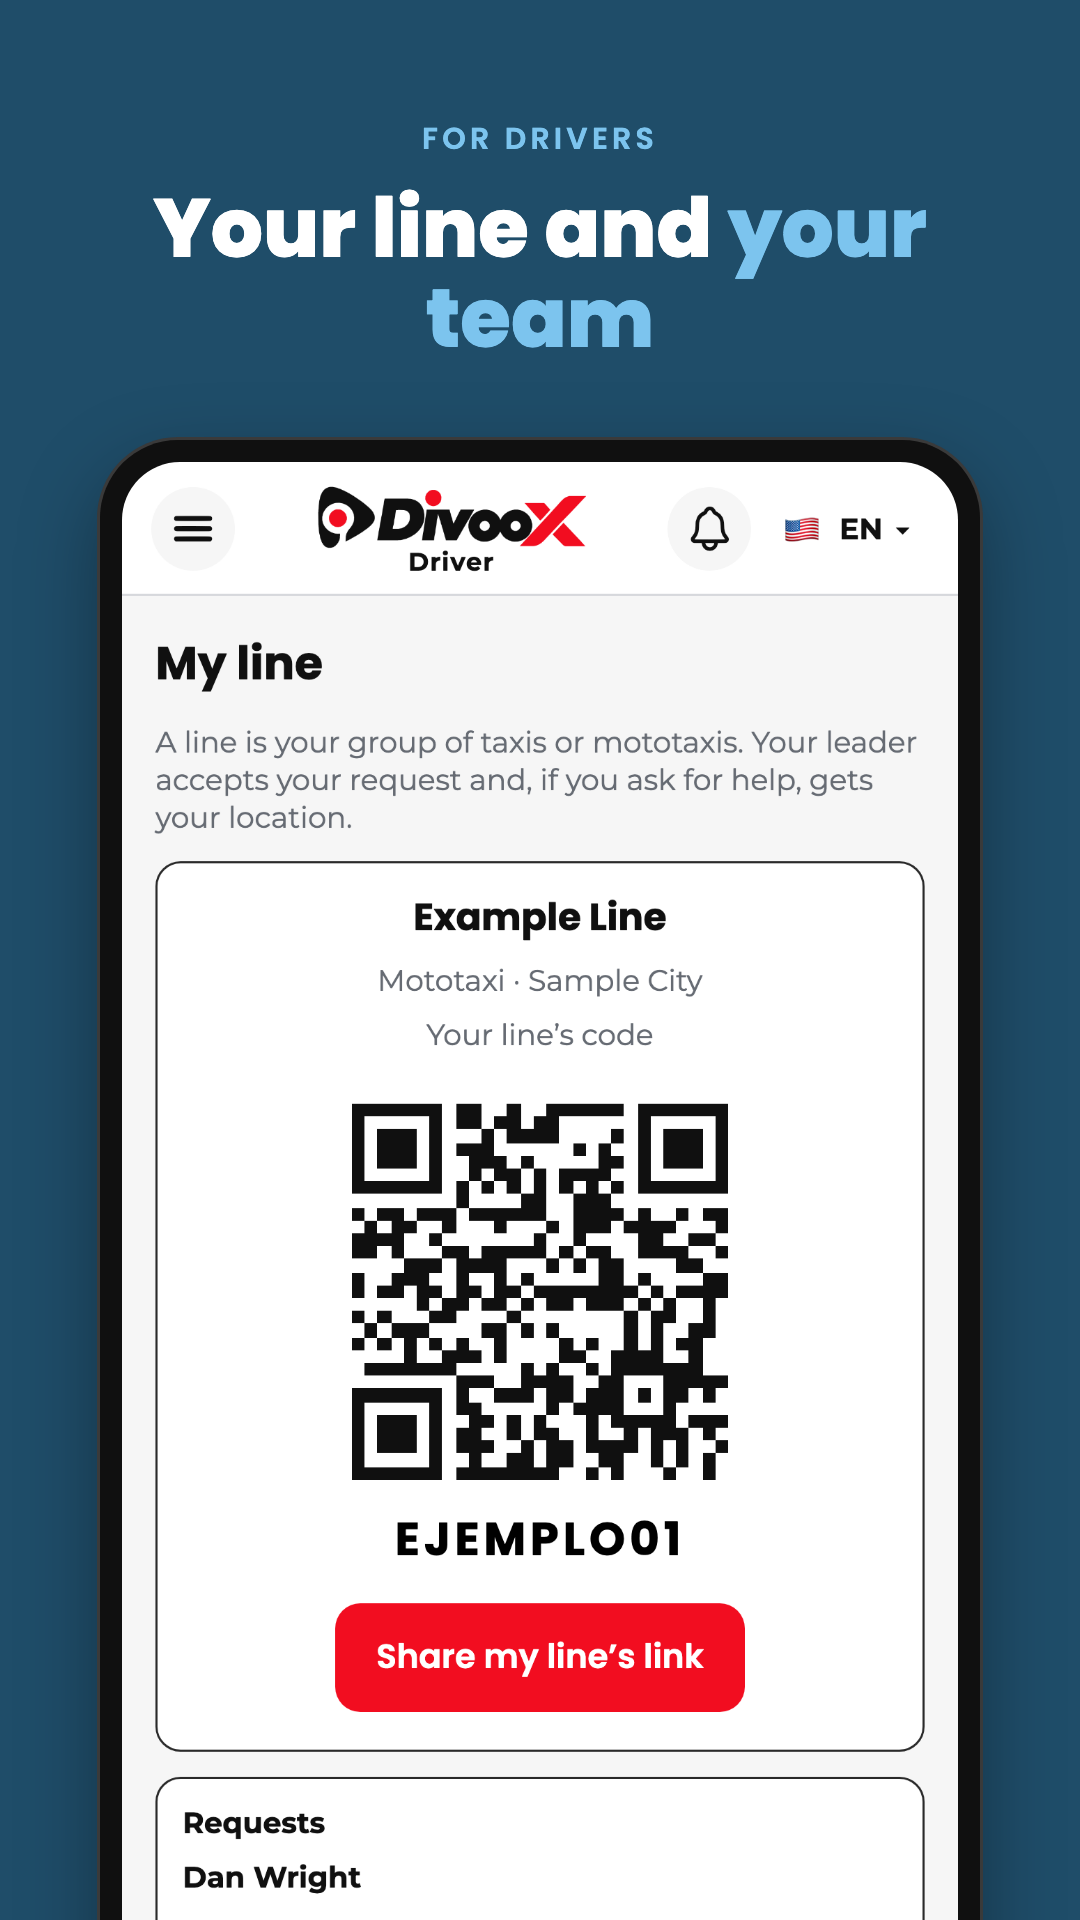 FOR DRIVERS
Your line and your
team
DivooX
Driver
EN
My line
A line is your group of taxis or mototaxis. Your leader
accepts your request and, if you ask for help, gets
your location.
Example Line
Mototaxi · Sample City
Your line’s code
EJEMPLO01
Share my line’s link
Requests
Dan Wright